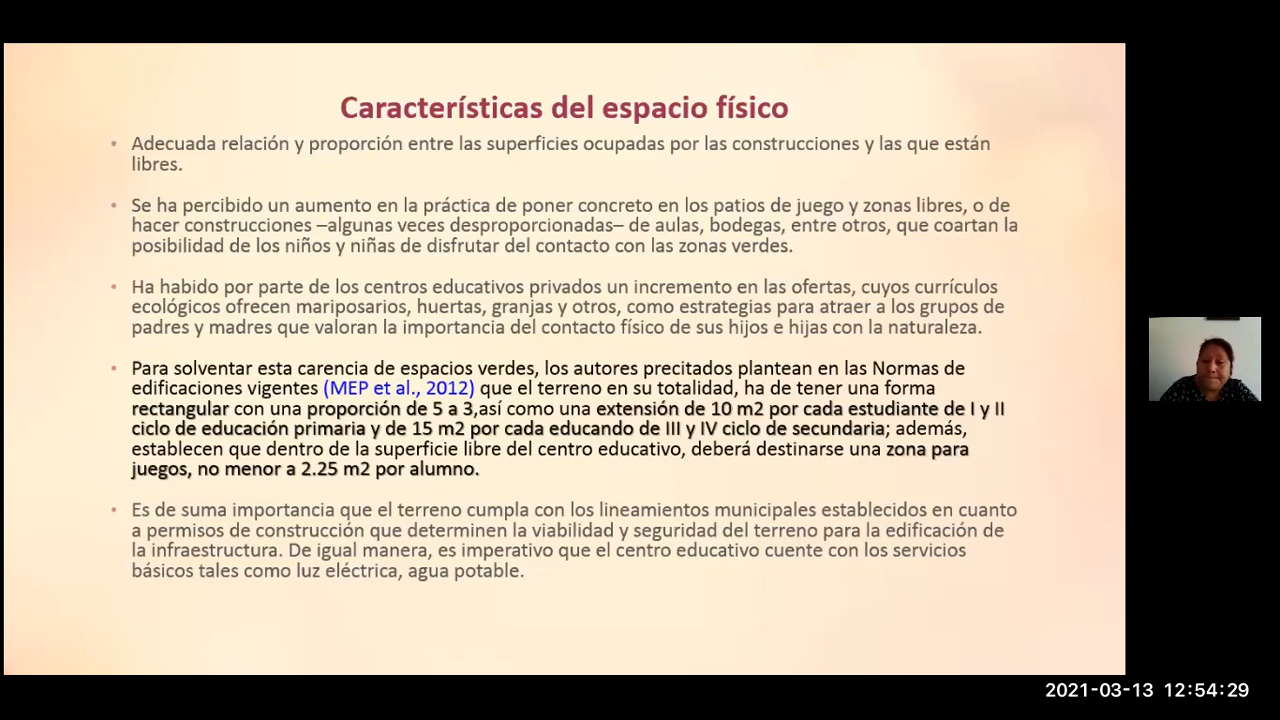 Características del espacio físico
• Adecuada relación y proporción entre las superficies ocupadas por las construcciones y las que están
libres.
• Se ha percibido un aumento en la práctica de poner concreto en los patios de juego y zonas libres, o de
hacer construcciones –algunas veces desproporcionadas– de aulas, bodegas, entre otros, que coartan la
posibilidad de los niños y niñas de disfrutar del contacto con las zonas verdes.
• Ha habido por parte de los centros educativos privados un incremento en las ofertas, cuyos currículos
ecológicos ofrecen mariposarios, huertas, granjas y otros, como estrategias para atraer a los grupos de
padres y madres que valoran la importancia del contacto físico de sus hijos e hijas con la naturaleza.
• Para solventar esta carencia de espacios verdes, los autores precitados plantean en las Normas de
edificaciones vigentes (MEP et al., 2012) que el terreno en su totalidad, ha de tener una forma
rectangular con una proporción de 5 a 3,así como una extensión de 10 m2 por cada estudiante de I y II
ciclo de educación primaria y de 15 m2 por cada educando de III y IV ciclo de secundaria; además,
establecen que dentro de la superficie libre del centro educativo, deberá destinarse una zona para
juegos, no menor a 2.25 m2 por alumno.
• Es de suma importancia que el terreno cumpla con los lineamientos municipales establecidos en cuanto
a permisos de construcción que determinen la viabilidad y seguridad del terreno para la edificación de
la infraestructura. De igual manera, es imperativo que el centro educativo cuente con los servicios
básicos tales como luz eléctrica, agua potable.
2021-03-13 12:54:29